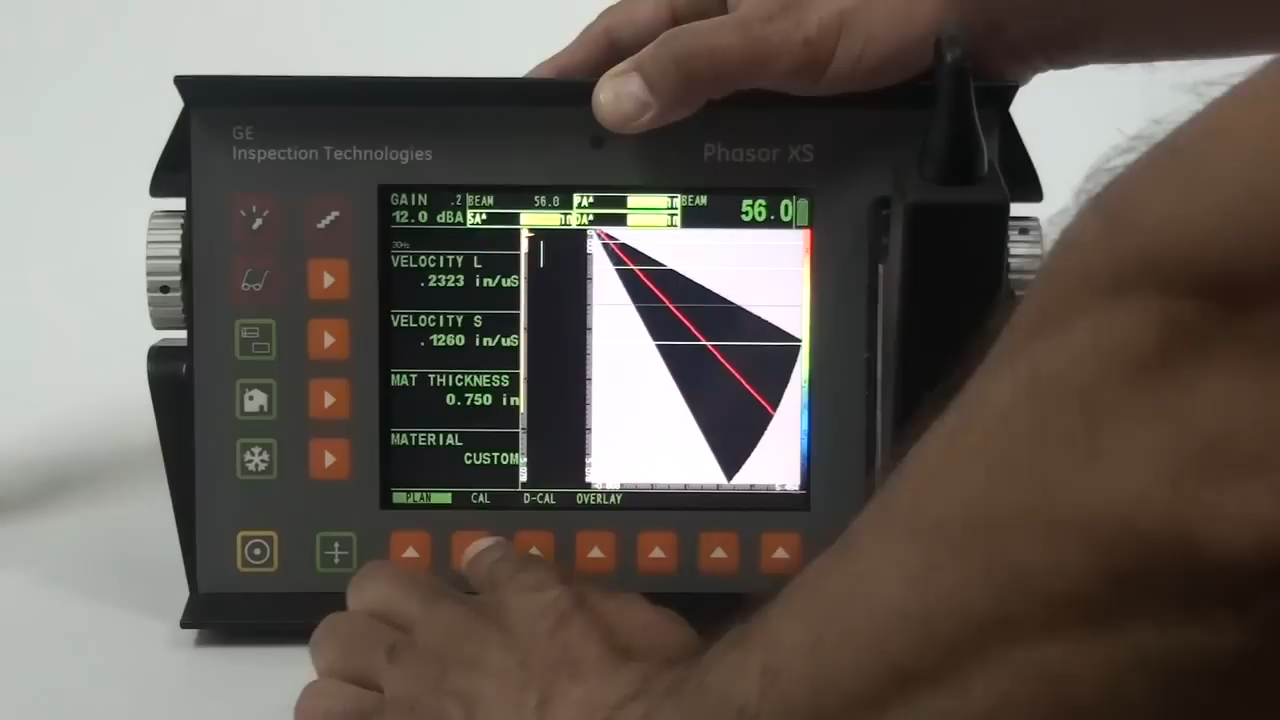 GE
Inspection Technologies
Phasor XS
GAIN .2
12.0 dBA
BEAM 56.0
PA^
SA^
DA^
BEAM 56.0
VELOCITY L
.2323 in/uS
VELOCITY S
.1260 in/uS
MAT THICKNESS
0.750 in
MATERIAL
CUSTOM
PLAN CAL D-CAL OVERLAY